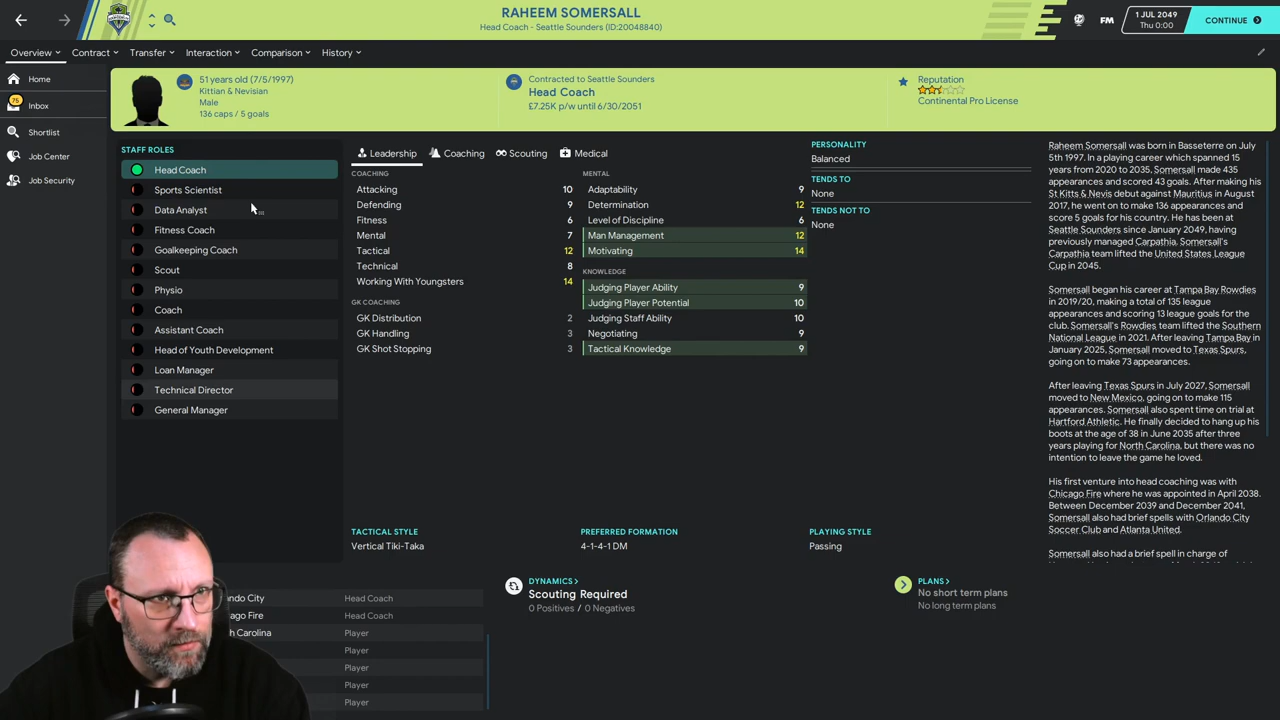 RAHEEM SOMERSALL
Head Coach - Seattle Sounders (ID:20048840)
FM
1 JUL 2049
Thu 0:00
CONTINUE
Overview
Contract
Transfer
Interaction
Comparison
History
Home
75
Inbox
Shortlist
Job Center
Job Security
51 years old (7/5/1997)
Kittian & Nevisian
Male
136 caps / 5 goals
Contracted to Seattle Sounders
Head Coach
£7.25K p/w until 6/30/2051
Reputation
Continental Pro License
STAFF ROLES
Head Coach
Sports Scientist
Data Analyst
Fitness Coach
Goalkeeping Coach
Scout
Physio
Coach
Assistant Coach
Head of Youth Development
Loan Manager
Technical Director
General Manager
Leadership
Coaching
Scouting
Medical
COACHING
Attacking 10
Defending 9
Fitness 6
Mental 7
Tactical 12
Technical 8
Working With Youngsters 14
GK COACHING
GK Distribution 2
GK Handling 3
GK Shot Stopping 3
MENTAL
Adaptability 9
Determination 12
Level of Discipline 6
Man Management 12
Motivating 14
KNOWLEDGE
Judging Player Ability 9
Judging Player Potential 10
Judging Staff Ability 10
Negotiating 9
Tactical Knowledge 9
PERSONALITY
Balanced
TENDS TO
None
TENDS NOT TO
None
Raheem Somersall was born in Basseterre on July
5th 1997. In a playing career which spanned 15
years from 2020 to 2035, Somersall made 435
appearances and scored 43 goals. After making his
St Kitts & Nevis debut against Mauritius in August
2017, he went on to make 136 appearances and
score 5 goals for his country. He has been at
Seattle Sounders since January 2049, having
previously managed Carpathia. Somersall's
Carpathia team lifted the United States League
Cup in 2045.
Somersall began his career at Tampa Bay Rowdies
in 2019/20, making a total of 135 league
appearances and scoring 13 league goals for the
club. Somersall's Rowdies team lifted the Southern
National League in 2021. After leaving Tampa Bay in
January 2025, Somersall moved to Texas Spurs,
going on to make 73 appearances.
After leaving Texas Spurs in July 2027, Somersall
moved to New Mexico, going on to make 115
appearances. Somersall also spent time on trial at
Hartford Athletic. He finally decided to hang up his
boots at the age of 38 in June 2035 after three
years playing for North Carolina, but there was no
intention to leave the game he loved.
His first venture into head coaching was with
Chicago Fire where he was appointed in April 2038.
Between December 2039 and December 2041,
Somersall also had brief spells with Orlando City
Soccer Club and Atlanta United.
Somersall also had a brief spell in charge of
TACTICAL STYLE
Vertical Tiki-Taka
PREFERRED FORMATION
4-1-4-1 DM
PLAYING STYLE
Passing
ndo City Head Coach
ago Fire Head Coach
h Carolina Player
Player
Player
Player
Player
DYNAMICS >
Scouting Required
0 Positives / 0 Negatives
PLANS >
No short term plans
No long term plans